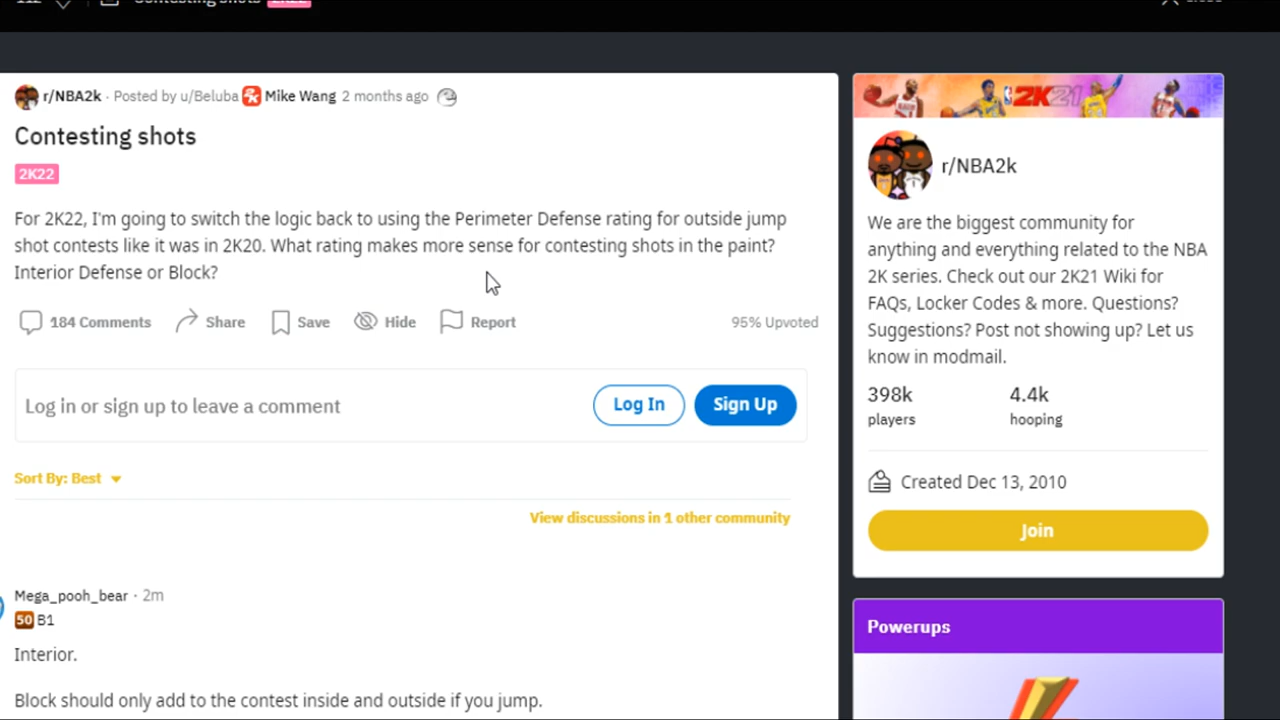 r/NBA2k · Posted by u/Beluba Mike Wang 2 months ago
Contesting shots
2K22
For 2K22, I'm going to switch the logic back to using the Perimeter Defense rating for outside jump
shot contests like it was in 2K20. What rating makes more sense for contesting shots in the paint?
Interior Defense or Block?
184 Comments Share Save Hide Report 95% Upvoted
Log in or sign up to leave a comment Log In Sign Up
Sort By: Best
View discussions in 1 other community
Mega_pooh_bear · 2m
50 B1
Interior.
Block should only add to the contest inside and outside if you jump.
2K21
r/NBA2k
We are the biggest community for
anything and everything related to the NBA
2K series. Check out our 2K21 Wiki for
FAQs, Locker Codes & more. Questions?
Suggestions? Post not showing up? Let us
know in modmail.
398k 4.4k
players hooping
Created Dec 13, 2010
Join
Powerups